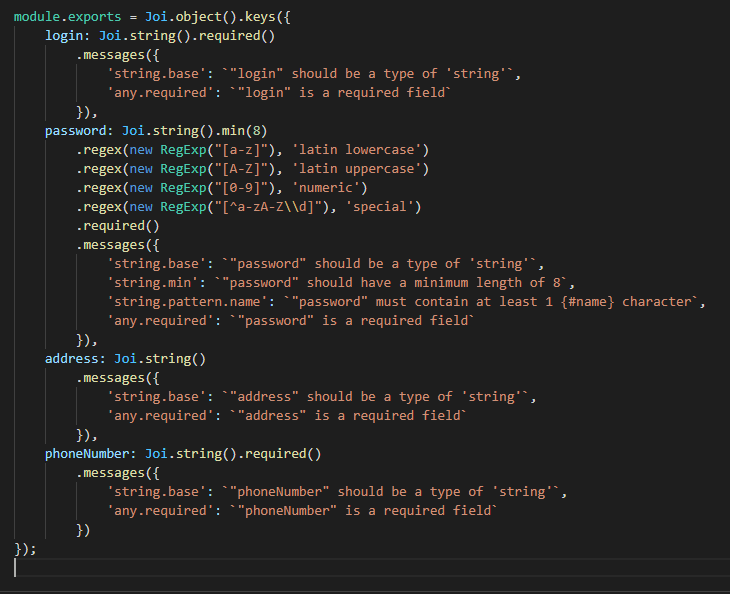 module.exports = Joi.object().keys({
    login: Joi.string().required()
        .messages({
            'string.base': `"login" should be a type of 'string'`,
            'any.required': `"login" is a required field`
        }),
    password: Joi.string().min(8)
        .regex(new RegExp("[a-z]"), 'latin lowercase')
        .regex(new RegExp("[A-Z]"), 'latin uppercase')
        .regex(new RegExp("[0-9]"), 'numeric')
        .regex(new RegExp("[^a-zA-Z\\d]"), 'special')
        .required()
        .messages({
            'string.base': `"password" should be a type of 'string'`,
            'string.min': `"password" should have a minimum length of 8`,
            'string.pattern.name': `"password" must contain at least 1 {#name} character`,
            'any.required': `"password" is a required field`
        }),
    address: Joi.string()
        .messages({
            'string.base': `"address" should be a type of 'string'`,
            'any.required': `"address" is a required field`
        }),
    phoneNumber: Joi.string().required()
        .messages({
            'string.base': `"phoneNumber" should be a type of 'string'`,
            'any.required': `"phoneNumber" is a required field`
        })
});